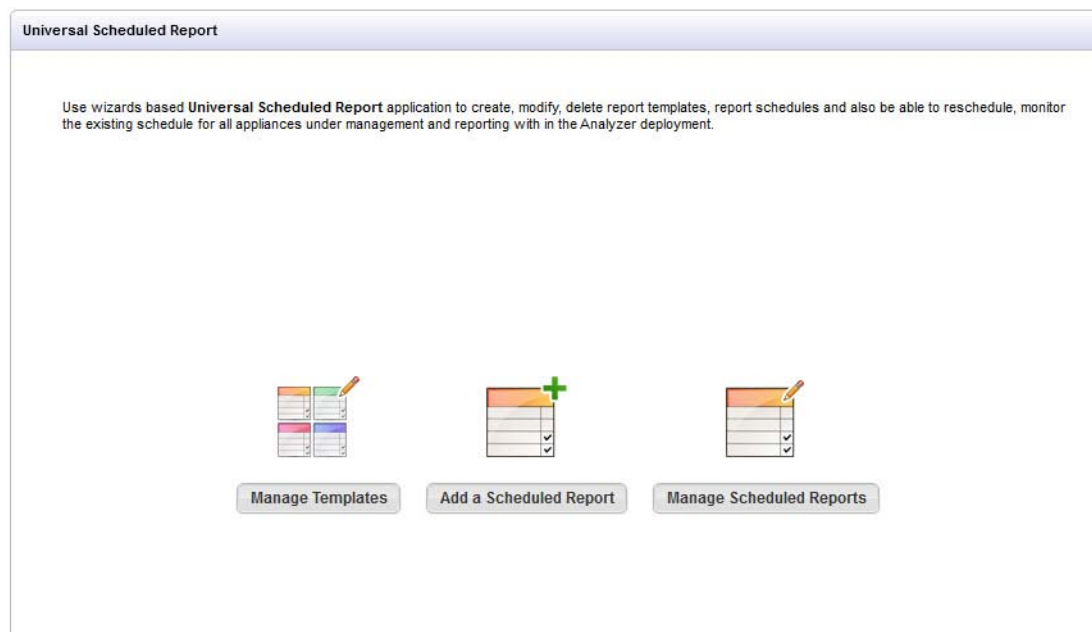 Universal Scheduled Report
Use wizards based Universal Scheduled Report application to create, modify, delete report templates, report schedules and also be able to reschedule, monitor
the existing schedule for all appliances under management and reporting with in the Analyzer deployment.
Manage Templates
Add a Scheduled Report
Manage Scheduled Reports